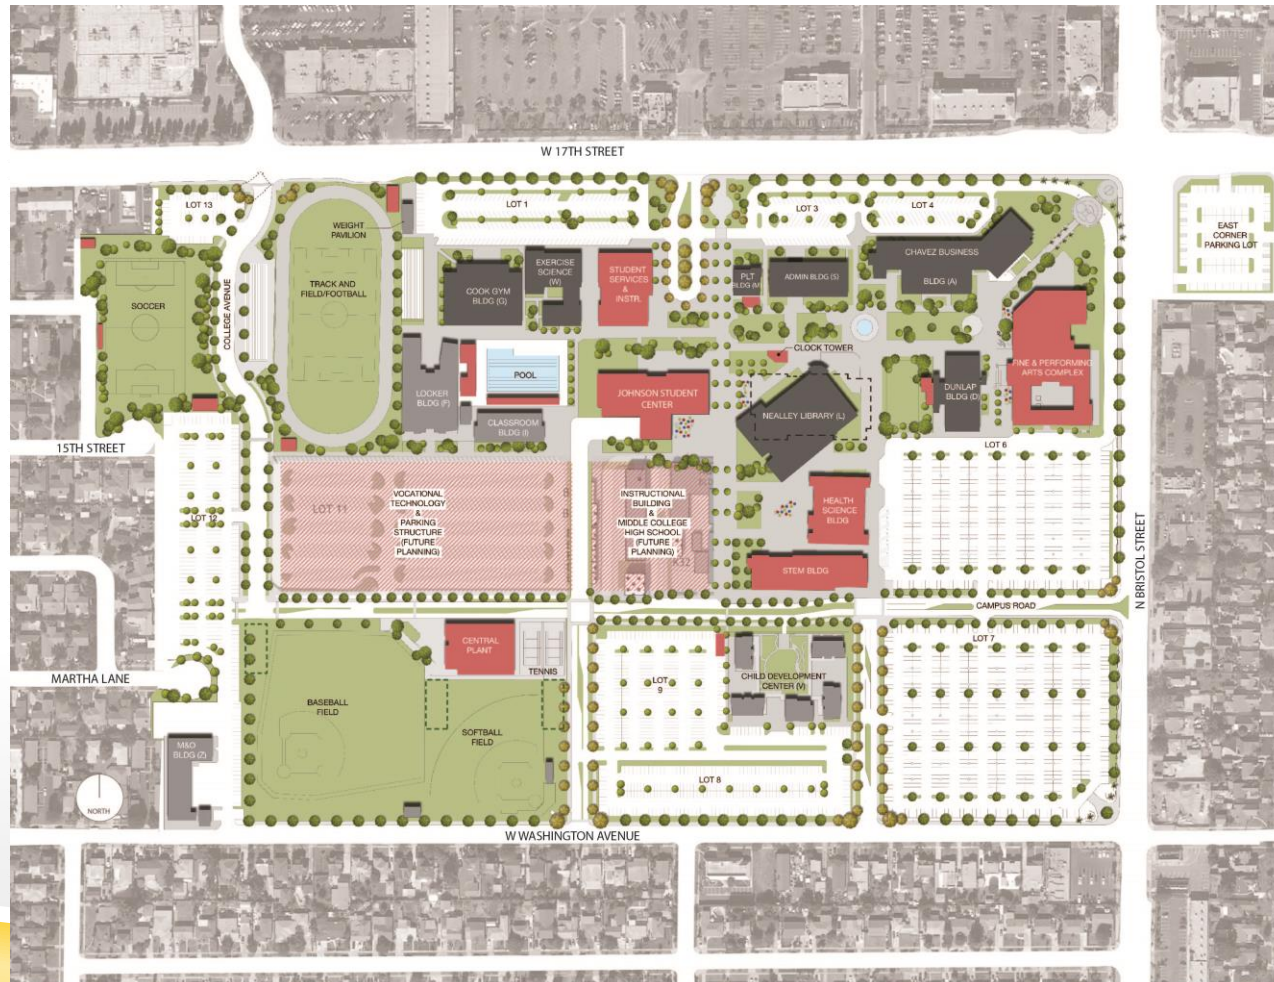 W 17TH STREET
LOT 13
LOT 1
LOT 3
LOT 4
WEIGHT
PAVILION
EAST
CORNER
PARKING LOT
COLLEGE AVENUE
SOCCER
TRACK AND
FIELD/FOOTBALL
COOK GYM
BLDG (G)
EXERCISE
SCIENCE
(W)
STUDENT
SERVICES
&
INSTR.
PLT
BLDG (M)
ADMIN BLDG (S)
CHAVEZ BUSINESS
BLDG (A)
CLOCK TOWER
FINE & PERFORMING
ARTS COMPLEX
LOCKER
BLDG (F)
POOL
JOHNSON STUDENT
CENTER
DUNLAP
BLDG (D)
NEALLEY LIBRARY (L)
CLASSROOM
BLDG (I)
15TH STREET
LOT 6
LOT 12
LOT 11
VOCATIONAL
TECHNOLOGY
&
PARKING
STRUCTURE
(FUTURE
PLANNING)
INSTRUCTIONAL
BUILDING
&
MIDDLE COLLEGE
HIGH SCHOOL
(FUTURE
PLANNING)
HEALTH
SCIENCE
BLDG
STEM BLDG
N BRISTOL STREET
CAMPUS ROAD
CENTRAL
PLANT
TENNIS
LOT 7
MARTHA LANE
LOT
9
CHILD DEVELOPMENT
CENTER (V)
BASEBALL
FIELD
SOFTBALL
FIELD
M&O
BLDG (Z)
LOT 8
NORTH
W WASHINGTON AVENUE